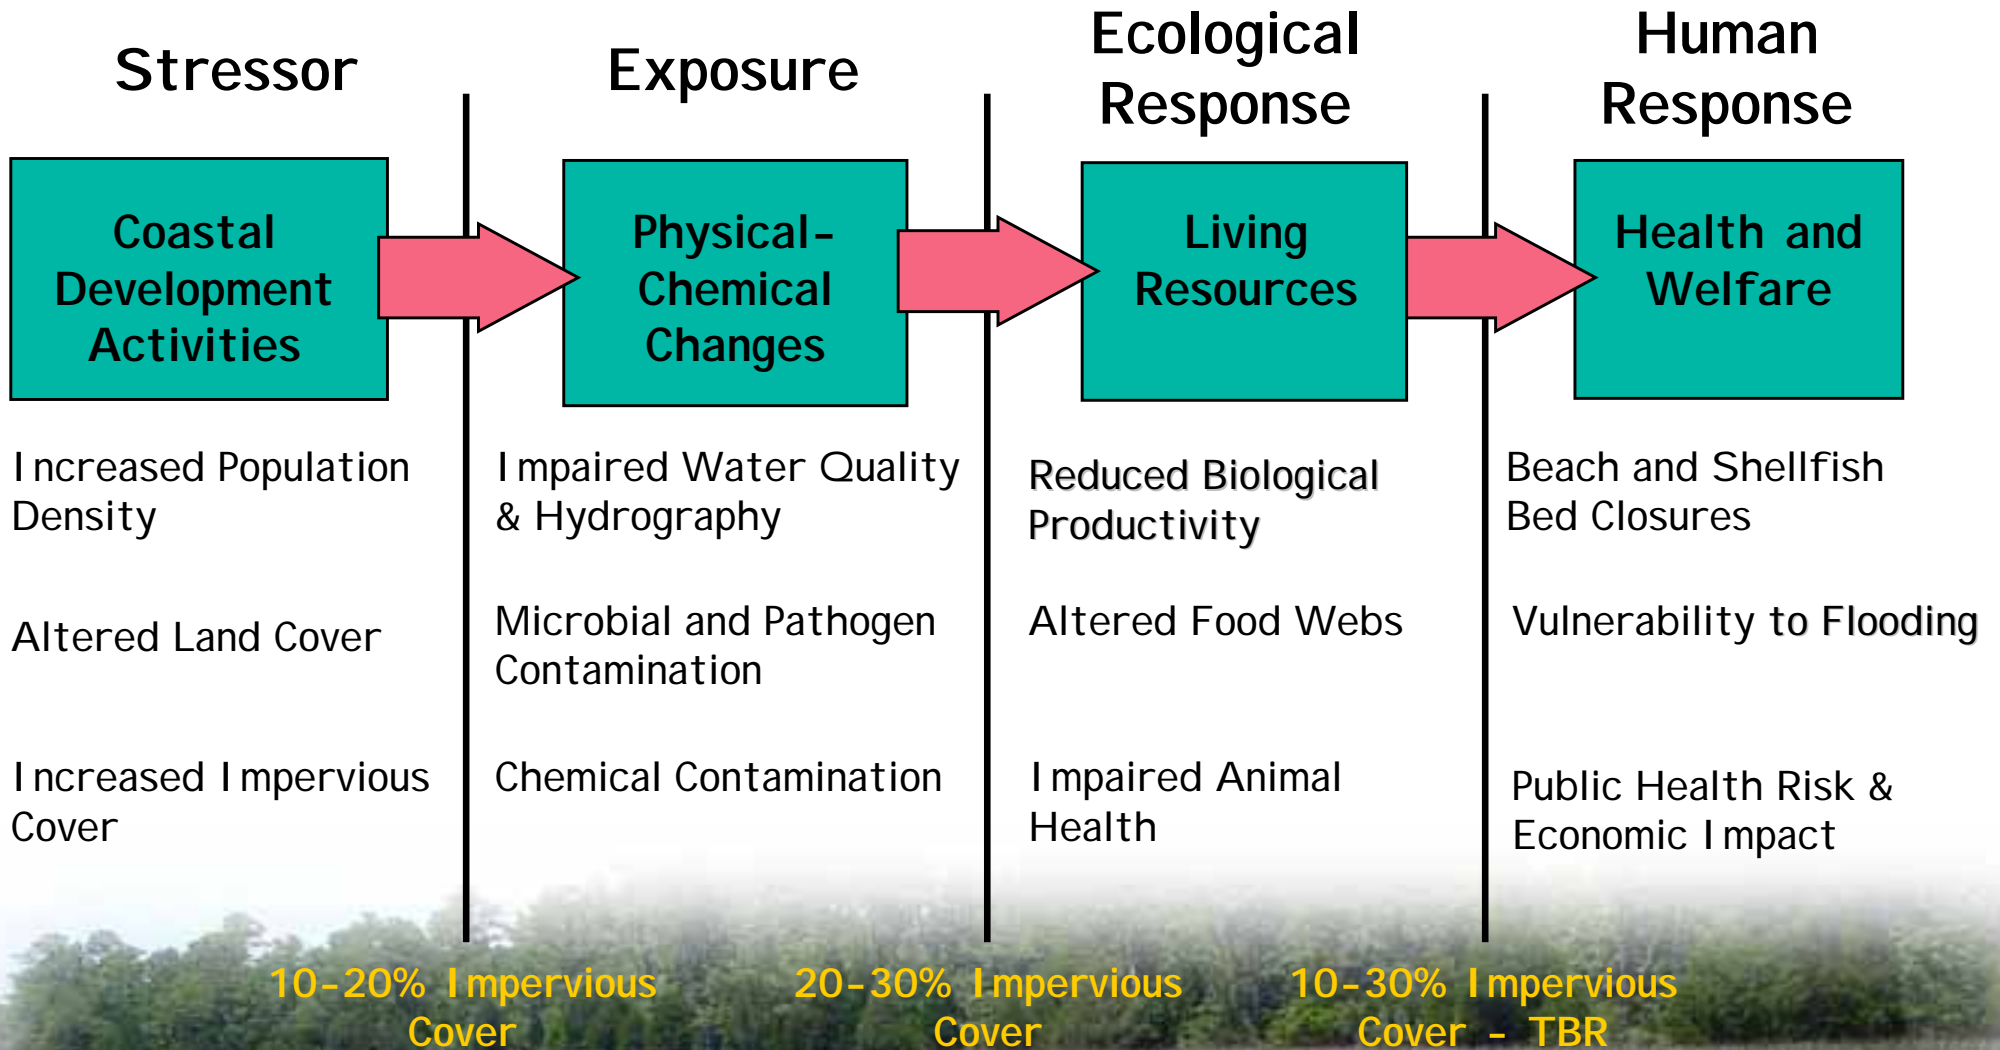 Stressor
Exposure
Ecological
Response
Human
Response
Coastal
Development
Activities
Physical-
Chemical
Changes
Living
Resources
Health and
Welfare
Increased Population
Density
Altered Land Cover
Increased Impervious
Cover
Impaired Water Quality
& Hydrography
Microbial and Pathogen
Contamination
Chemical Contamination
Reduced Biological
Productivity
Altered Food Webs
Impaired Animal
Health
Beach and Shellfish
Bed Closures
Vulnerability to Flooding
Public Health Risk &
Economic Impact
10-20% Impervious
Cover
20-30% Impervious
Cover
10-30% Impervious
Cover - TBR